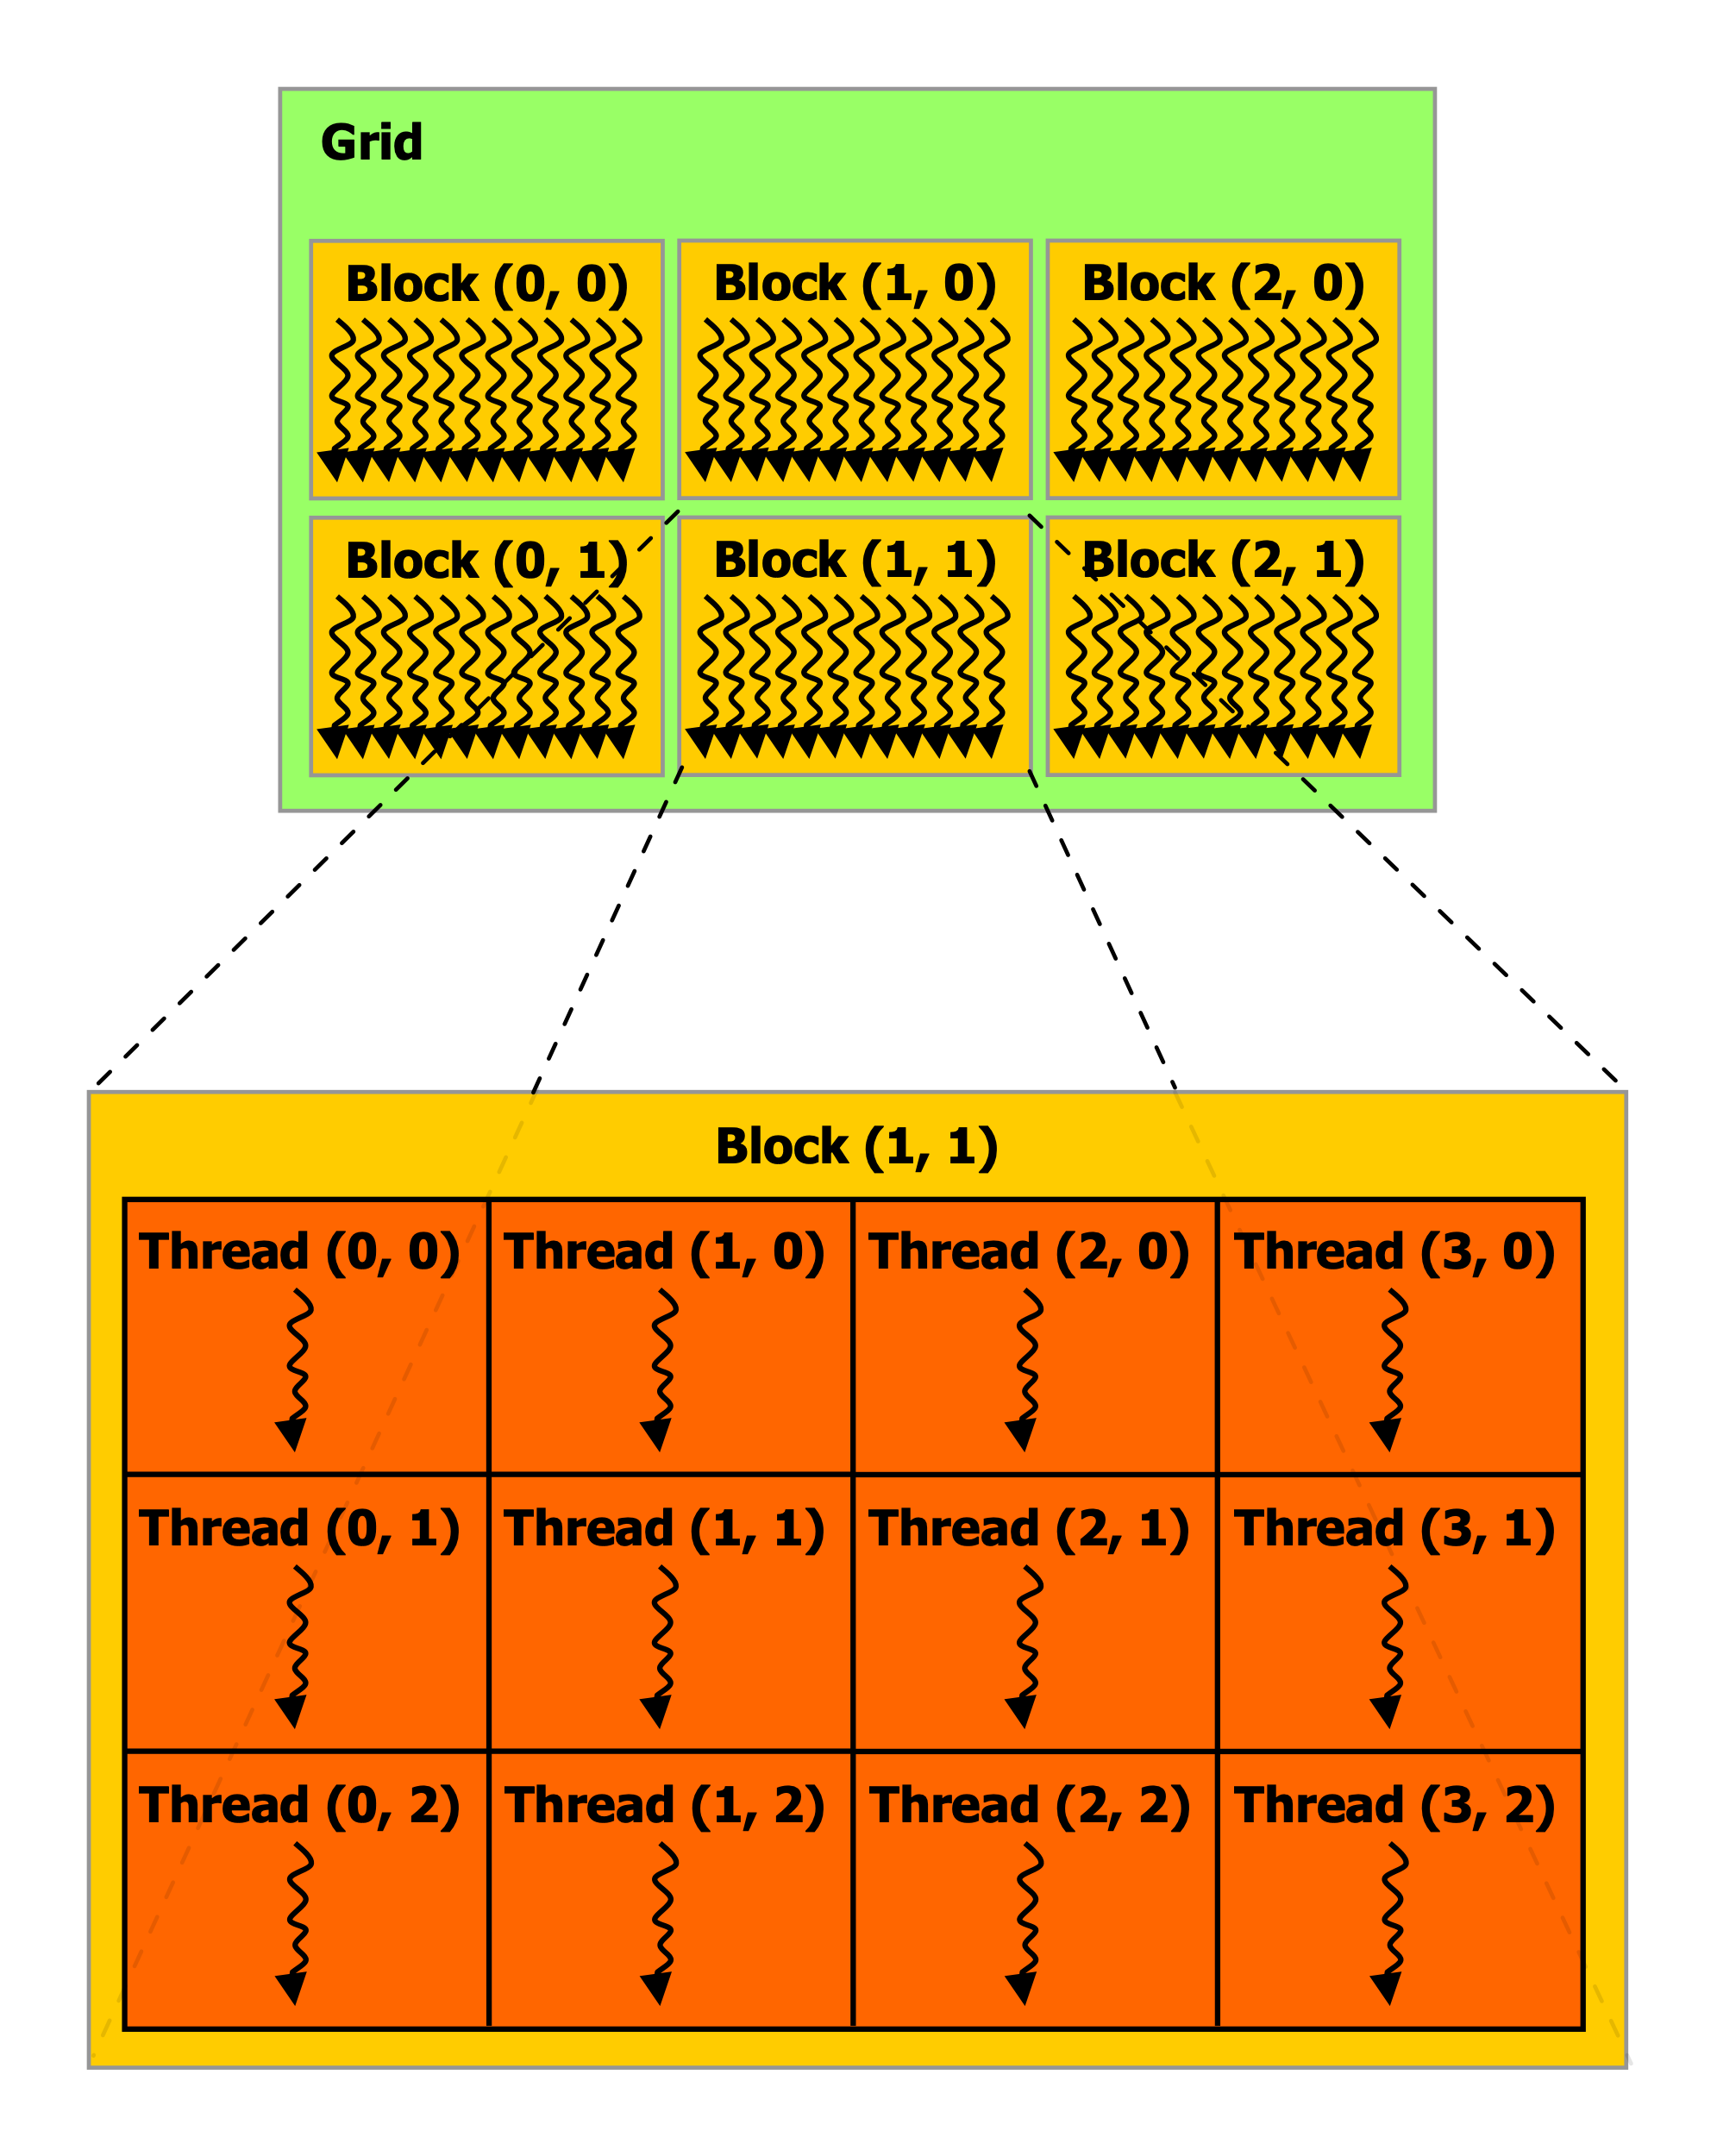 Grid
Block (0, 0) Block (1, 0) Block (2, 0)
Block (0, 1) Block (1, 1) Block (2, 1)
Block (1, 1)
Thread (0, 0) Thread (1, 0) Thread (2, 0) Thread (3, 0)
Thread (0, 1) Thread (1, 1) Thread (2, 1) Thread (3, 1)
Thread (0, 2) Thread (1, 2) Thread (2, 2) Thread (3, 2)